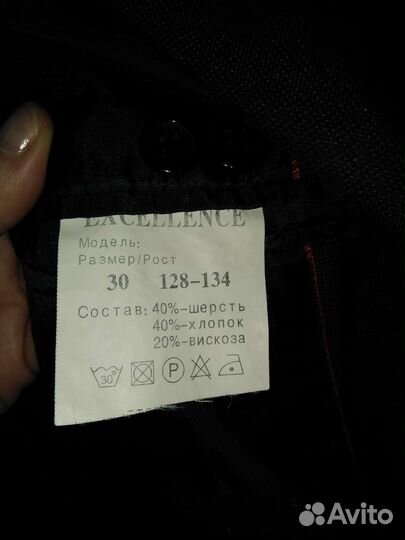 EXCELLENCE
Модель:
Размер/Рост
30 128-134
Состав: 40%-шерсть
40%-хлопок
20%-вискоза
30° P
Avito